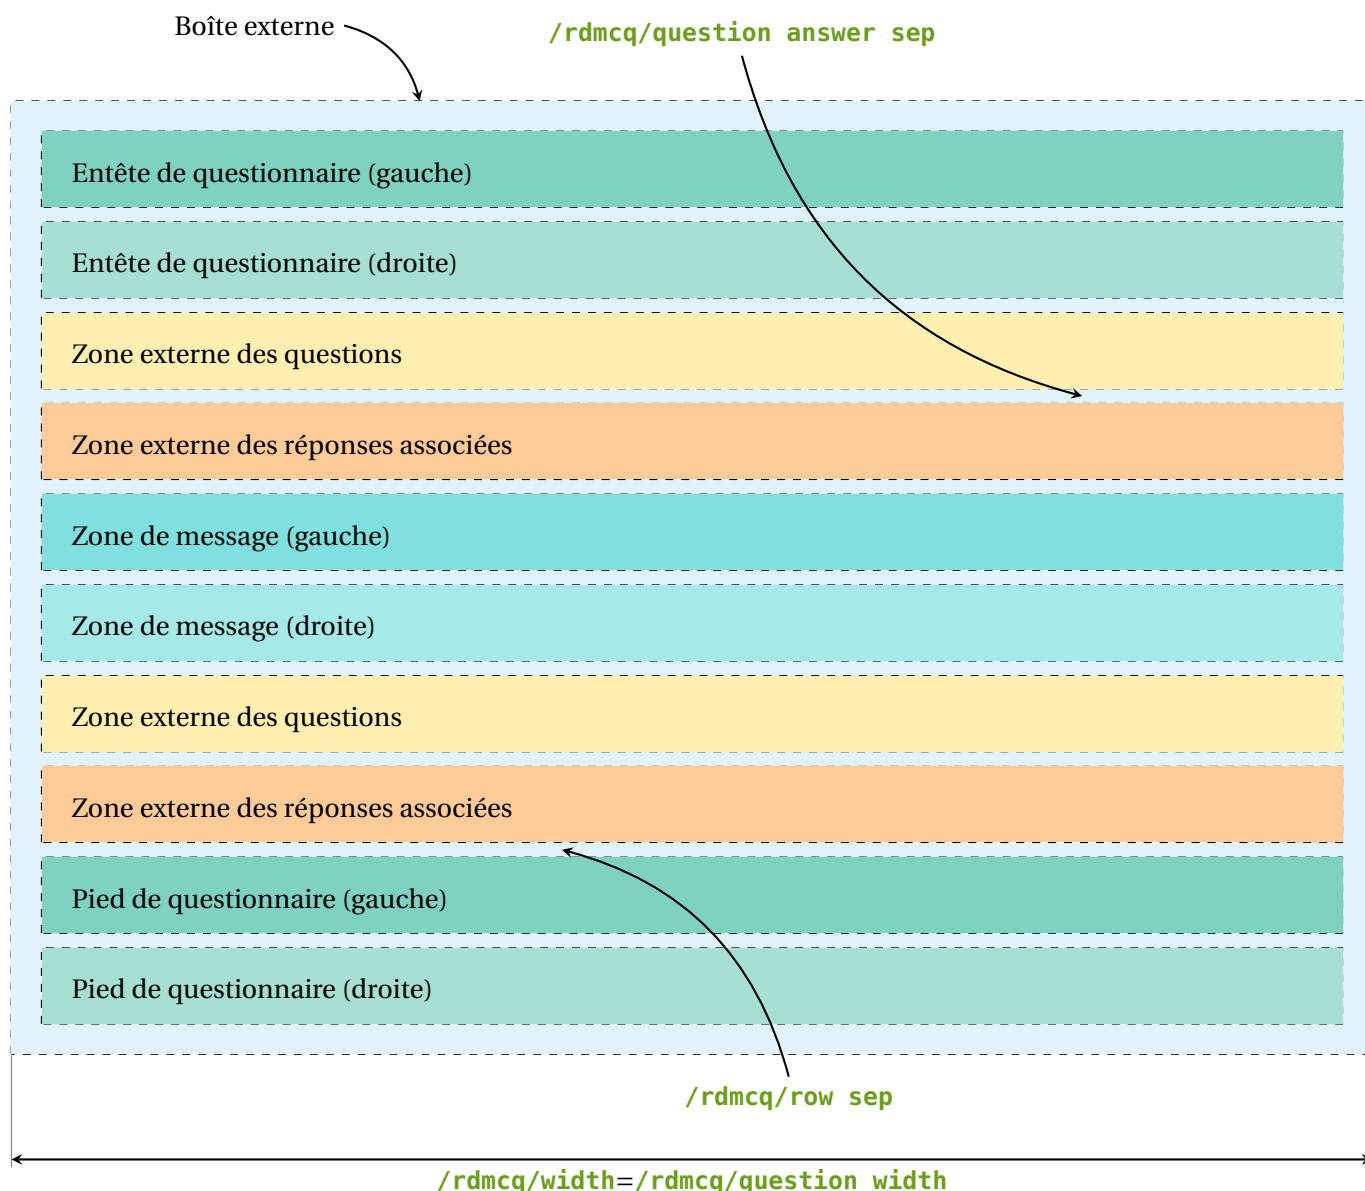 Boîte externe
/rdmcq/question answer sep
Entête de questionnaire (gauche)
Entête de questionnaire (droite)
Zone externe des questions
Zone externe des réponses associées
Zone de message (gauche)
Zone de message (droite)
Zone externe des questions
Zone externe des réponses associées
Pied de questionnaire (gauche)
Pied de questionnaire (droite)
/rdmcq/row sep
/rdmcq/width=/rdmcq/question width